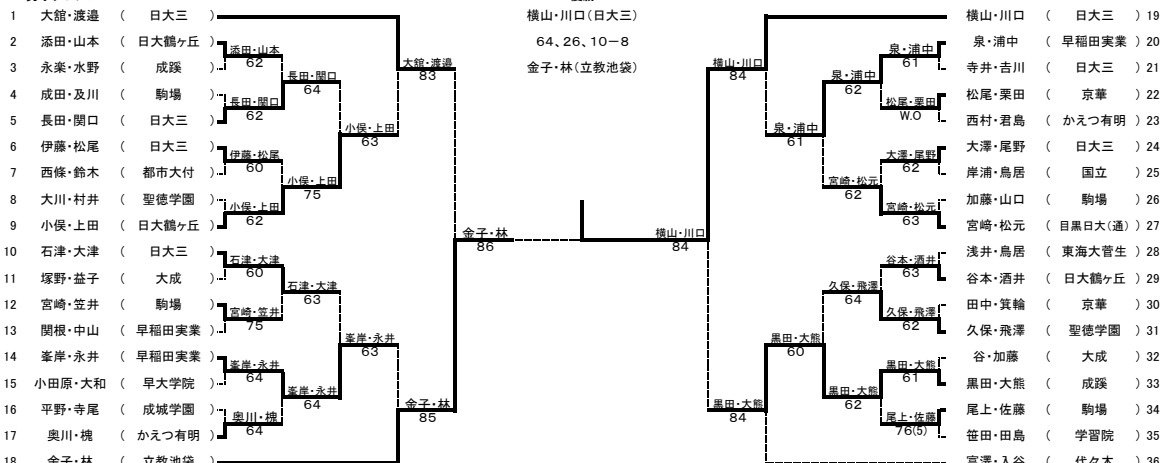 1 大舘・渡邉 ( 日大三 )
2 添田・山本 ( 日大鶴ヶ丘 )
3 永楽・水野 ( 成蹊 )
4 成田・及川 ( 駒場 )
5 長田・関口 ( 日大三 )
6 伊藤・松尾 ( 日大三 )
7 西條・鈴木 ( 都市大付 )
8 大川・村井 ( 聖徳学園 )
9 小俣・上田 ( 日大鶴ヶ丘 )
10 石津・大津 ( 日大三 )
11 塚野・益子 ( 大成 )
12 宮崎・笠井 ( 駒場 )
13 関根・中山 ( 早稲田実業 )
14 峯岸・永井 ( 早稲田実業 )
15 小田原・大和 ( 早大学院 )
16 平野・寺尾 ( 成城学園 )
17 奥川・槐 ( かえつ有明 )
18 金子・林 ( 立教池袋 )
添田・山本
62
長田・関口
62
伊藤・松尾
60
小俣・上田
62
石津・大津
60
宮崎・笠井
75
峯岸・永井
64
奥川・槐
64
長田・関口
64
小俣・上田
75
石津・大津
63
峯岸・永井
64
小俣・上田
63
峯岸・永井
63
大舘・渡邉
83
金子・林
85
金子・林
86
横山・川口(日大三)
64、26、10-8
金子・林(立教池袋)
横山・川口
84
横山・川口
84
黒田・大熊
84
泉・浦中
61
黒田・大熊
60
泉・浦中
62
宮崎・松元
62
久保・飛澤
64
黒田・大熊
62
泉・浦中
61
松尾・栗田
W.O
大澤・尾野
62
宮崎・松元
63
谷本・酒井
63
久保・飛澤
62
黒田・大熊
61
尾上・佐藤
76(5)
横山・川口 ( 日大三 ) 19
泉・浦中 ( 早稲田実業 ) 20
寺井・吉川 ( 日大三 ) 21
松尾・栗田 ( 京華 ) 22
西村・君島 ( かえつ有明 ) 23
大澤・尾野 ( 日大三 ) 24
岸浦・鳥居 ( 国立 ) 25
加藤・山口 ( 駒場 ) 26
宮崎・松元 ( 目黒日大(通) ) 27
浅井・鳥居 ( 東海大菅生 ) 28
谷本・酒井 ( 日大鶴ヶ丘 ) 29
田中・箕輪 ( 京華 ) 30
久保・飛澤 ( 聖徳学園 ) 31
谷・加藤 ( 大成 ) 32
黒田・大熊 ( 成蹊 ) 33
尾上・佐藤 ( 駒場 ) 34
笹田・田島 ( 学習院 ) 35
宮澤・入谷 ( 代々木 ) 36